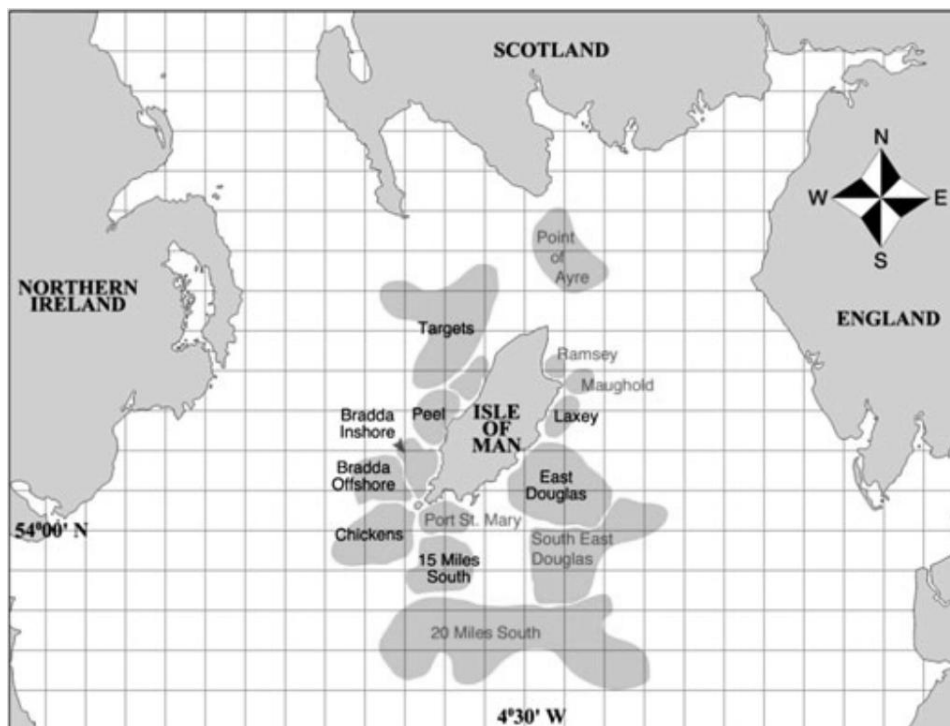 SCOTLAND
N
W
E
S
Point
of
Ayre
NORTHERN
IRELAND
Targets
ENGLAND
Ramsey
Maughold
Bradda
Inshore
Peel
ISLE
OF
MAN
Laxey
Bradda
Offshore
East
Douglas
54°00' N
Chickens
Port St. Mary
South East
Douglas
15 Miles
South
20 Miles South
4°30' W